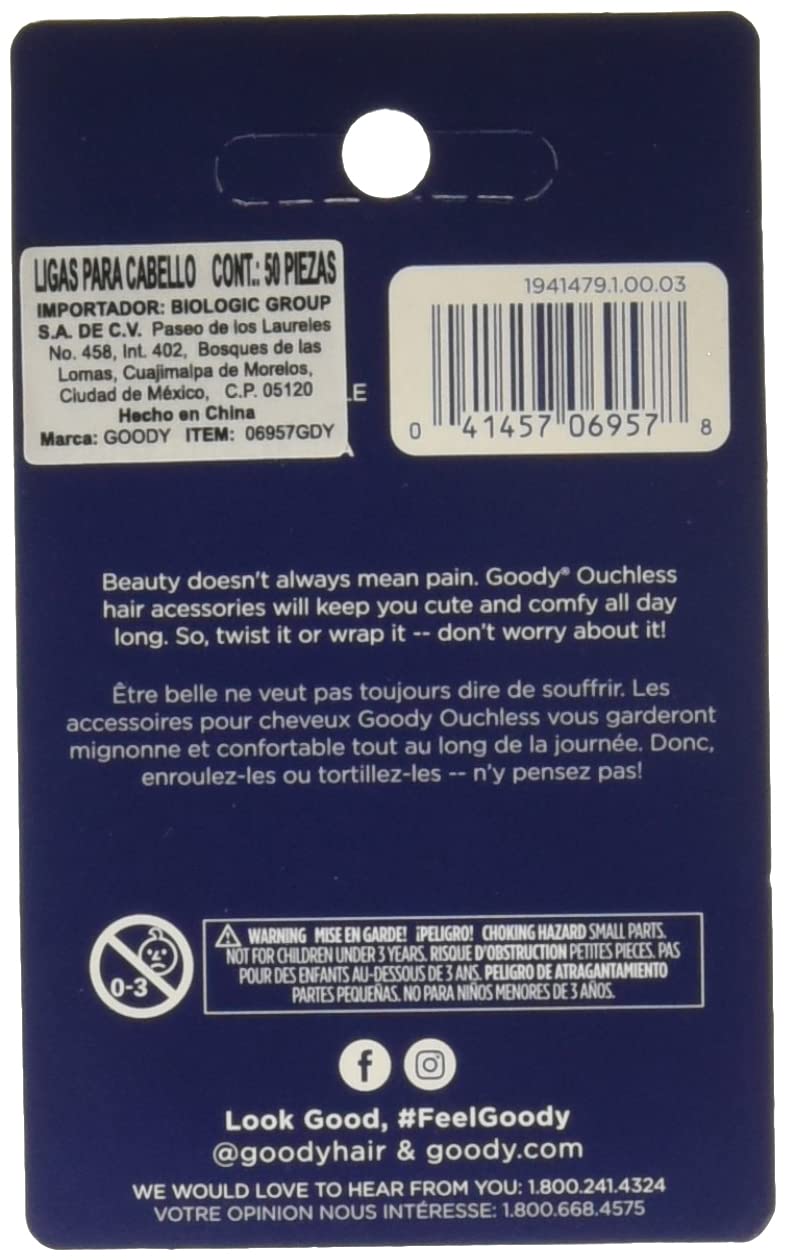 LIGAS PARA CABELLO CONT.: 50 PIEZAS
IMPORTADOR: BIOLOGIC GROUP
S.A. DE C.V. Paseo de los Laureles
No. 458, Int. 402, Bosques de las
Lomas, Cuajimalpa de Morelos,
Ciudad de México, C.P. 05120
Hecho en China
Marca: GOODY ITEM: 06957GDY
LE
A
1941479.1.00.03
0 41457 06957 8
Beauty doesn't always mean pain. Goody® Ouchless
hair acessories will keep you cute and comfy all day
long. So, twist it or wrap it -- don't worry about it!
Être belle ne veut pas toujours dire de souffrir. Les
accessoires pour cheveux Goody Ouchless vous garderont
mignonne et confortable tout au long de la journée. Donc,
enroulez-les ou tortillez-les -- n'y pensez pas!
0-3
WARNING MISE EN GARDE! ¡PELIGRO! CHOKING HAZARD SMALL PARTS.
NOT FOR CHILDREN UNDER 3 YEARS. RISQUE D'OBSTRUCTION PETITES PIECES. PAS
POUR DES ENFANTS AU-DESSOUS DE 3 ANS. PELIGRO DE ATRAGANTAMIENTO
PARTES PEQUEÑAS. NO PARA NIÑOS MENORES DE 3 AÑOS.
Look Good, #FeelGoody
@goodyhair & goody.com
WE WOULD LOVE TO HEAR FROM YOU: 1.800.241.4324
VOTRE OPINION NOUS INTÉRESSE: 1.800.668.4575